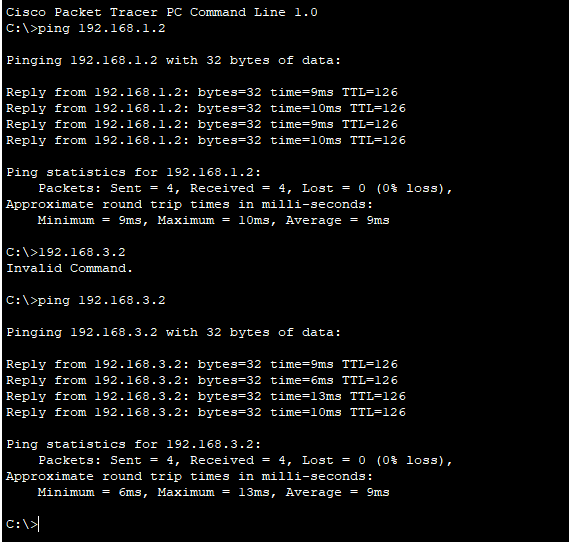 Cisco Packet Tracer PC Command Line 1.0
C:\>ping 192.168.1.2
Pinging 192.168.1.2 with 32 bytes of data:
Reply from 192.168.1.2: bytes=32 time=9ms TTL=126
Reply from 192.168.1.2: bytes=32 time=10ms TTL=126
Reply from 192.168.1.2: bytes=32 time=9ms TTL=126
Reply from 192.168.1.2: bytes=32 time=10ms TTL=126
Ping statistics for 192.168.1.2:
    Packets: Sent = 4, Received = 4, Lost = 0 (0% loss),
Approximate round trip times in milli-seconds:
    Minimum = 9ms, Maximum = 10ms, Average = 9ms
C:\>192.168.3.2
Invalid Command.
C:\>ping 192.168.3.2
Pinging 192.168.3.2 with 32 bytes of data:
Reply from 192.168.3.2: bytes=32 time=9ms TTL=126
Reply from 192.168.3.2: bytes=32 time=6ms TTL=126
Reply from 192.168.3.2: bytes=32 time=13ms TTL=126
Reply from 192.168.3.2: bytes=32 time=10ms TTL=126
Ping statistics for 192.168.3.2:
    Packets: Sent = 4, Received = 4, Lost = 0 (0% loss),
Approximate round trip times in milli-seconds:
    Minimum = 6ms, Maximum = 13ms, Average = 9ms
C:\>